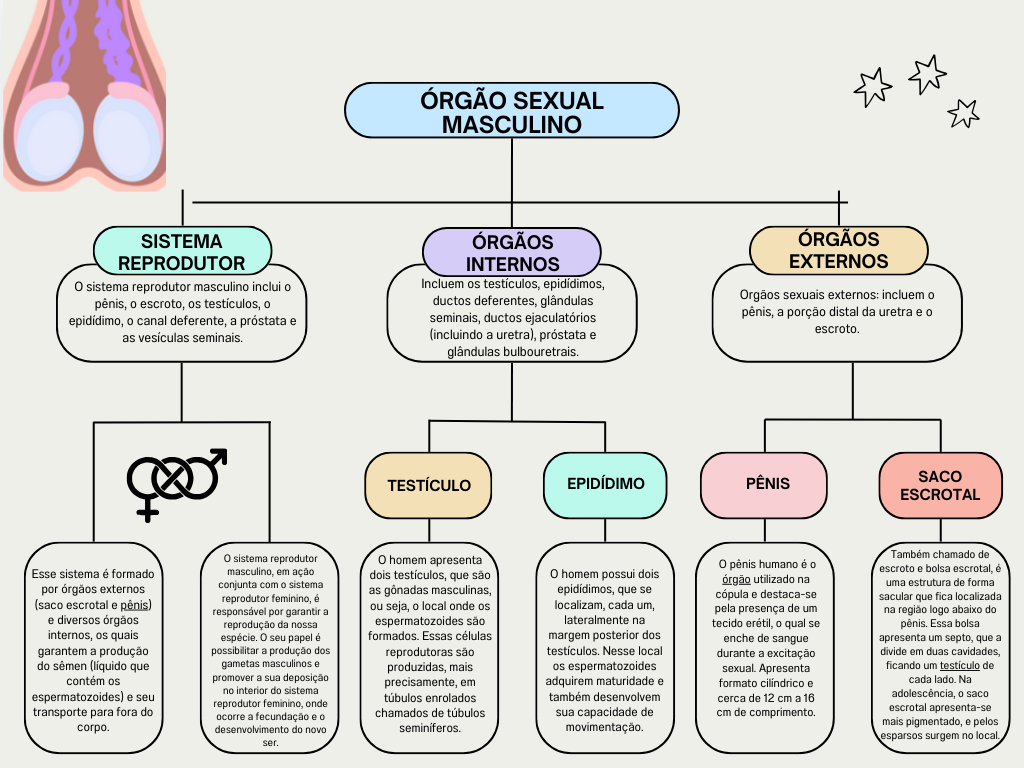 ÓRGÃO SEXUAL
MASCULINO
SISTEMA
REPRODUTOR
O sistema reprodutor masculino inclui o
pênis, o escroto, os testículos, o
epidídimo, o canal deferente, a próstata e
as vesículas seminais.
ÓRGÃOS
INTERNOS
Incluem os testículos, epidídimos,
ductos deferentes, glândulas
seminais, ductos ejaculatórios
(incluindo a uretra), próstata e
glândulas bulbouretrais.
ÓRGÃOS
EXTERNOS
Orgãos sexuais externos: incluem o
pênis, a porção distal da uretra e o
escroto.
Esse sistema é formado
por órgãos externos
(saco escrotal e pênis)
e diversos órgãos
internos, os quais
garantem a produção
do sêmen (líquido que
contém os
espermatozoides) e seu
transporte para fora do
corpo.
O sistema reprodutor
masculino, em ação
conjunta com o sistema
reprodutor feminino, é
responsável por garantir a
reprodução da nossa
espécie. O seu papel é
possibilitar a produção dos
gametas masculinos e
promover a sua deposição
no interior do sistema
reprodutor feminino, onde
ocorre a fecundação e o
desenvolvimento do novo
ser.
TESTÍCULO
O homem apresenta
dois testículos, que são
as gônadas masculinas,
ou seja, o local onde os
espermatozoides são
formados. Essas células
reprodutoras são
produzidas, mais
precisamente, em
túbulos enrolados
chamados de túbulos
seminíferos.
EPIDÍDIMO
O homem possui dois
epidídimos, que se
localizam, cada um,
lateralmente na
margem posterior dos
testículos. Nesse local
os espermatozoides
adquirem maturidade e
também desenvolvem
sua capacidade de
movimentação.
PÊNIS
O pênis humano é o
órgão utilizado na
cópula e destaca-se
pela presença de um
tecido erétil, o qual se
enche de sangue
durante a excitação
sexual. Apresenta
formato cilíndrico e
cerca de 12 cm a 16
cm de comprimento.
SACO
ESCROTAL
Também chamado de
escroto e bolsa escrotal, é
uma estrutura de forma
sacular que fica localizada
na região logo abaixo do
pênis. Essa bolsa
apresenta um septo, que a
divide em duas cavidades,
ficando um testículo de
cada lado. Na
adolescência, o saco
escrotal apresenta-se
mais pigmentado, e pelos
esparsos surgem no local.